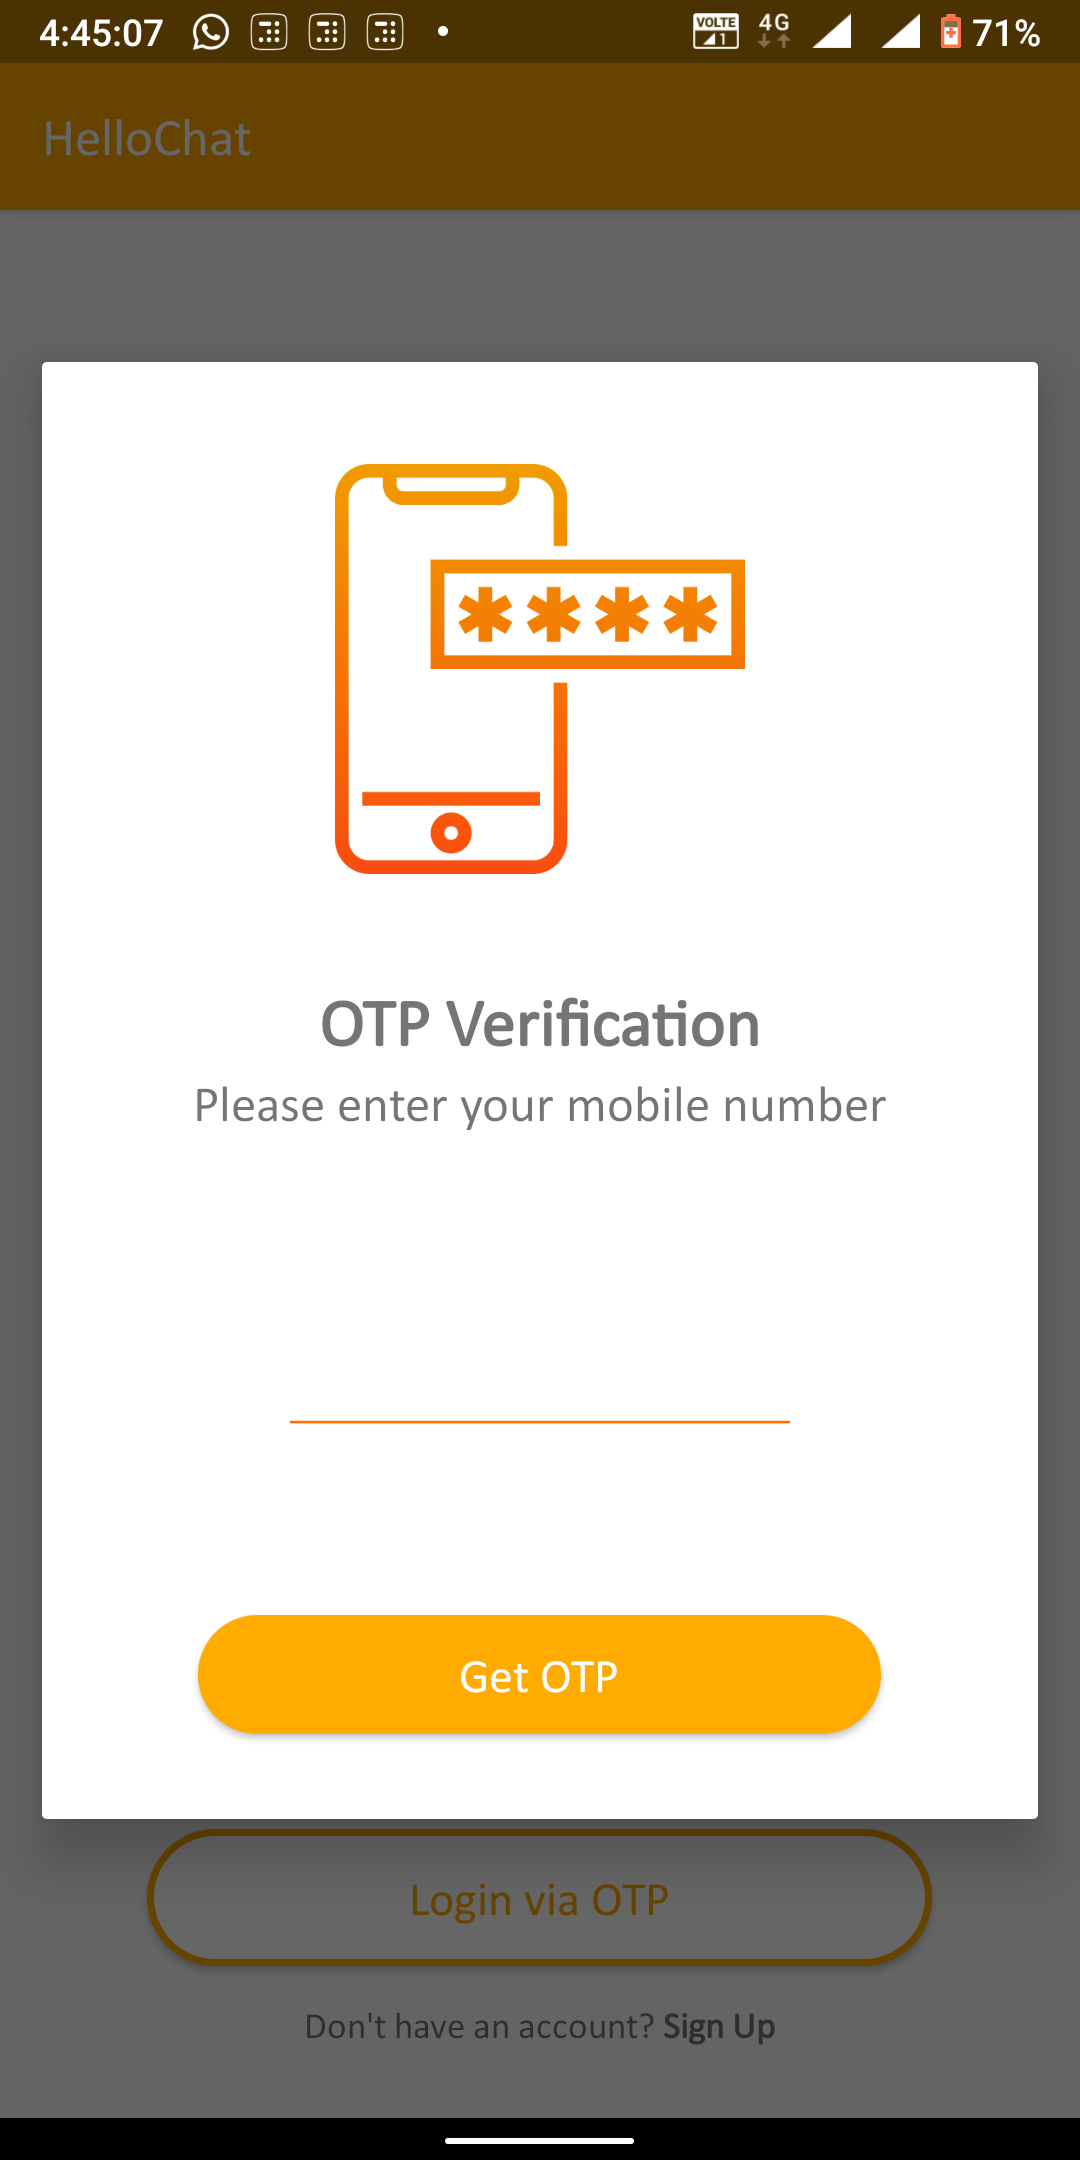 4:45:07 VOLTE 1 4G 71%
HelloChat
****
OTP Verification
Please enter your mobile number
Get OTP
Login via OTP
Don't have an account? Sign Up